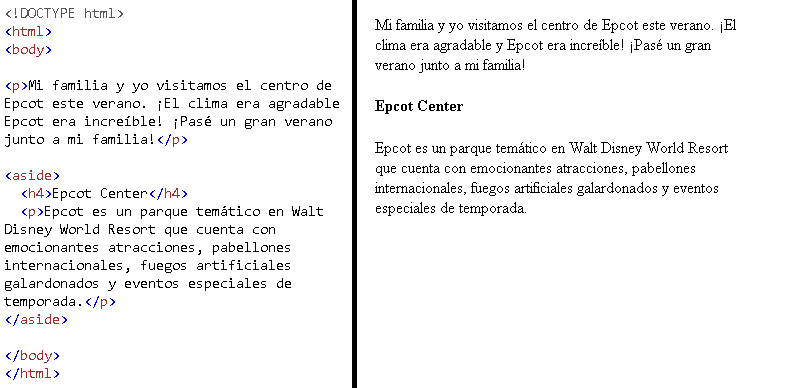 <!DOCTYPE html>
<html>
<body>
<p>Mi familia y yo visitamos el centro de
Epcot este verano. ¡El clima era agradable
Epcot era increíble! ¡Pasé un gran verano
junto a mi familia!</p>
<aside>
<h4>Epcot Center</h4>
<p>Epcot es un parque temático en Walt
Disney World Resort que cuenta con
emocionantes atracciones, pabellones
internacionales, fuegos artificiales
galardonados y eventos especiales de
temporada.</p>
</aside>
</body>
</html>
Mi familia y yo visitamos el centro de Epcot este verano. ¡El
clima era agradable y Epcot era increíble! ¡Pasé un gran
verano junto a mi familia!
Epcot Center
Epcot es un parque temático en Walt Disney World Resort
que cuenta con emocionantes atracciones, pabellones
internacionales, fuegos artificiales galardonados y eventos
especiales de temporada.